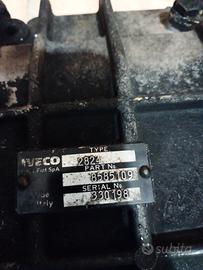 TYPE
IVECO
2824
Fiat SpA
PART No
8585109
SERIAL No
330198
Italy
subito